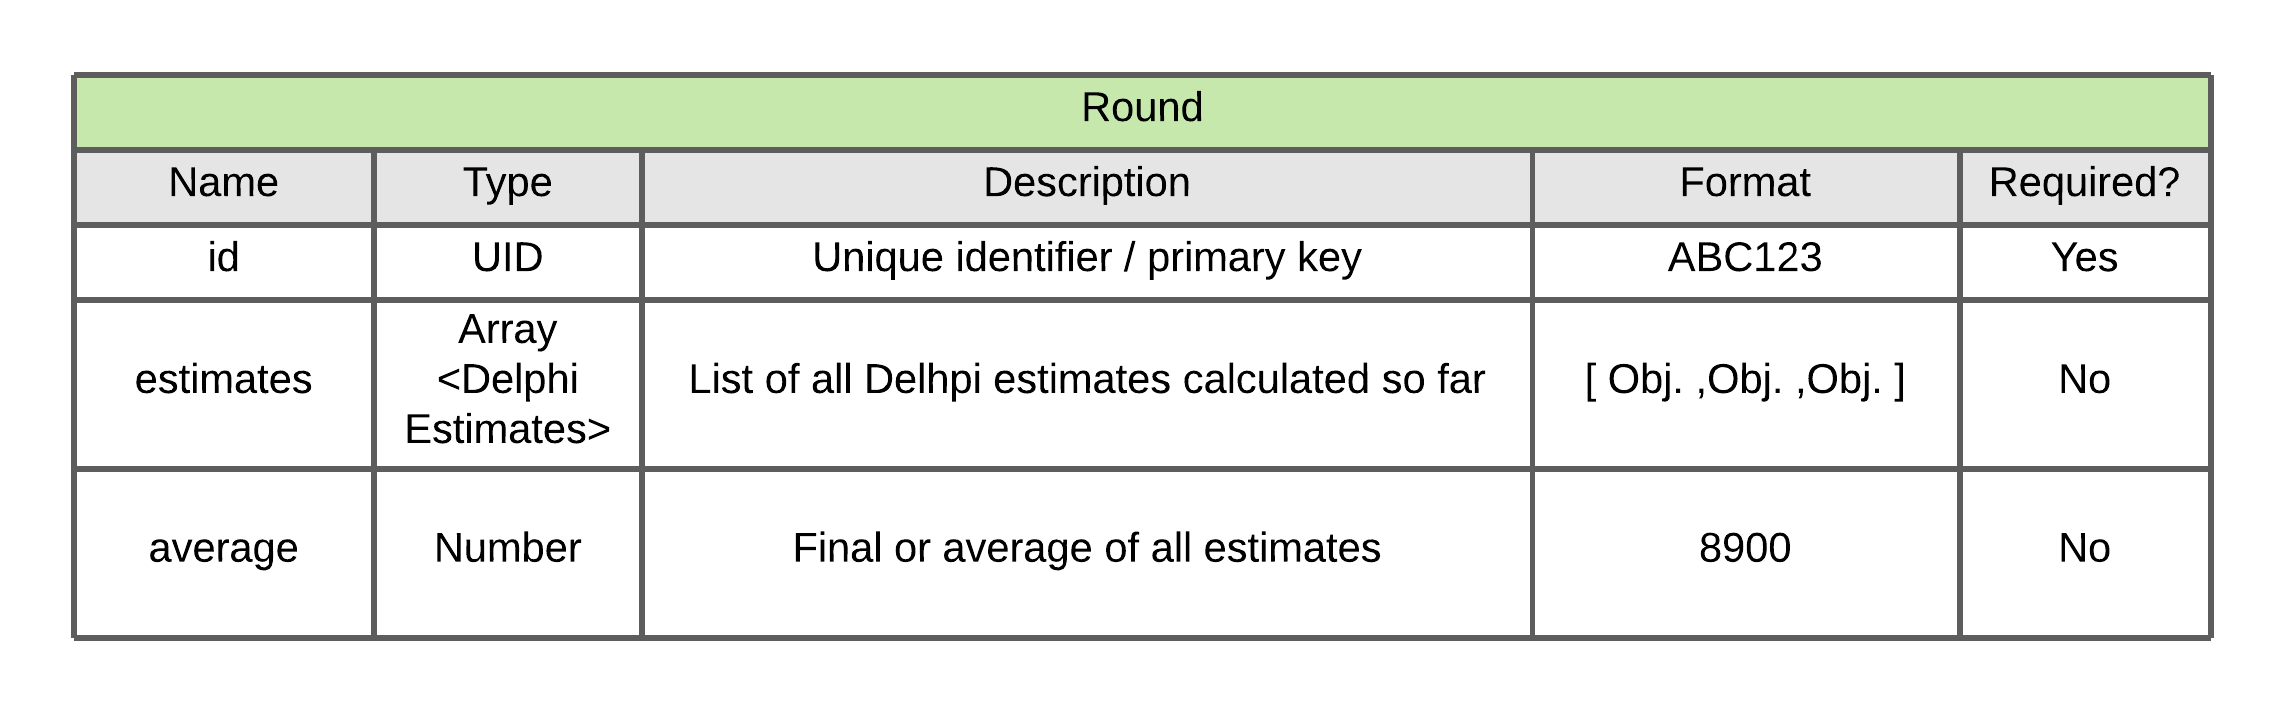 Round
Name Type Description Format Required?
id UID Unique identifier / primary key ABC123 Yes
Array
<Delphi
Estimates>
estimates List of all Delhpi estimates calculated so far [ Obj. ,Obj. ,Obj. ] No
average Number Final or average of all estimates 8900 No